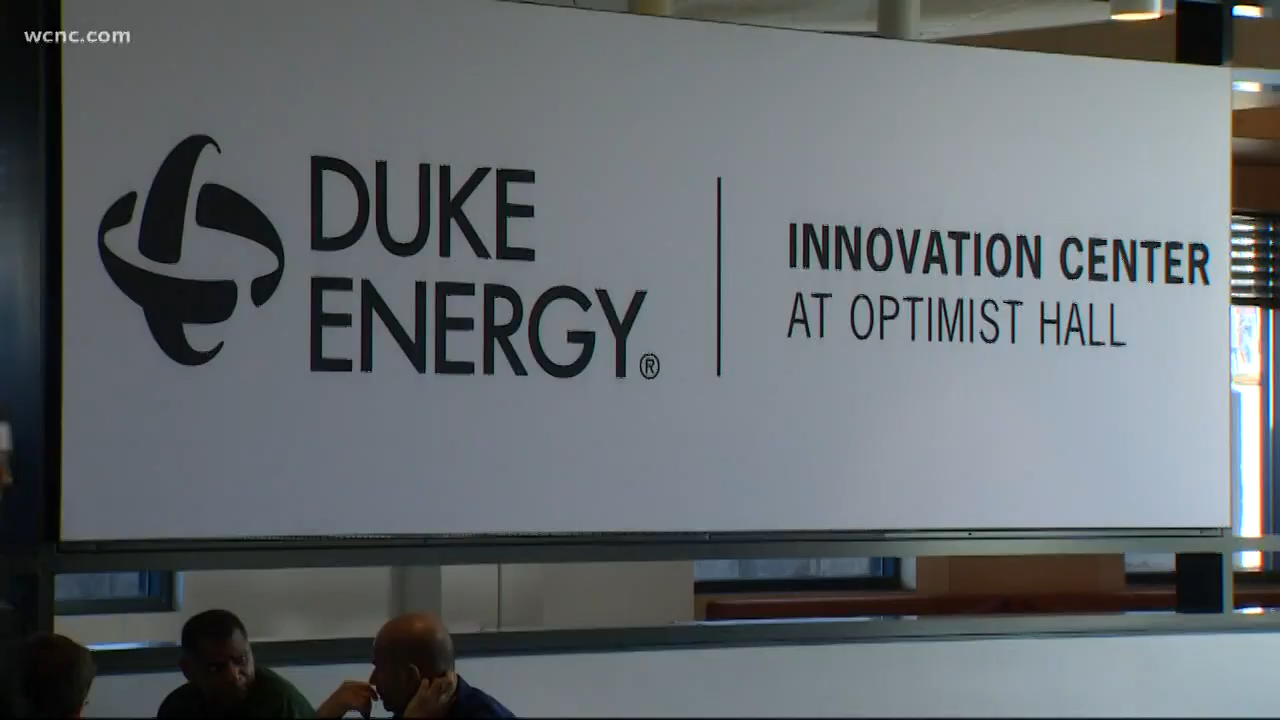 wcnc.com
DUKE
ENERGY®
INNOVATION CENTER
AT OPTIMIST HALL